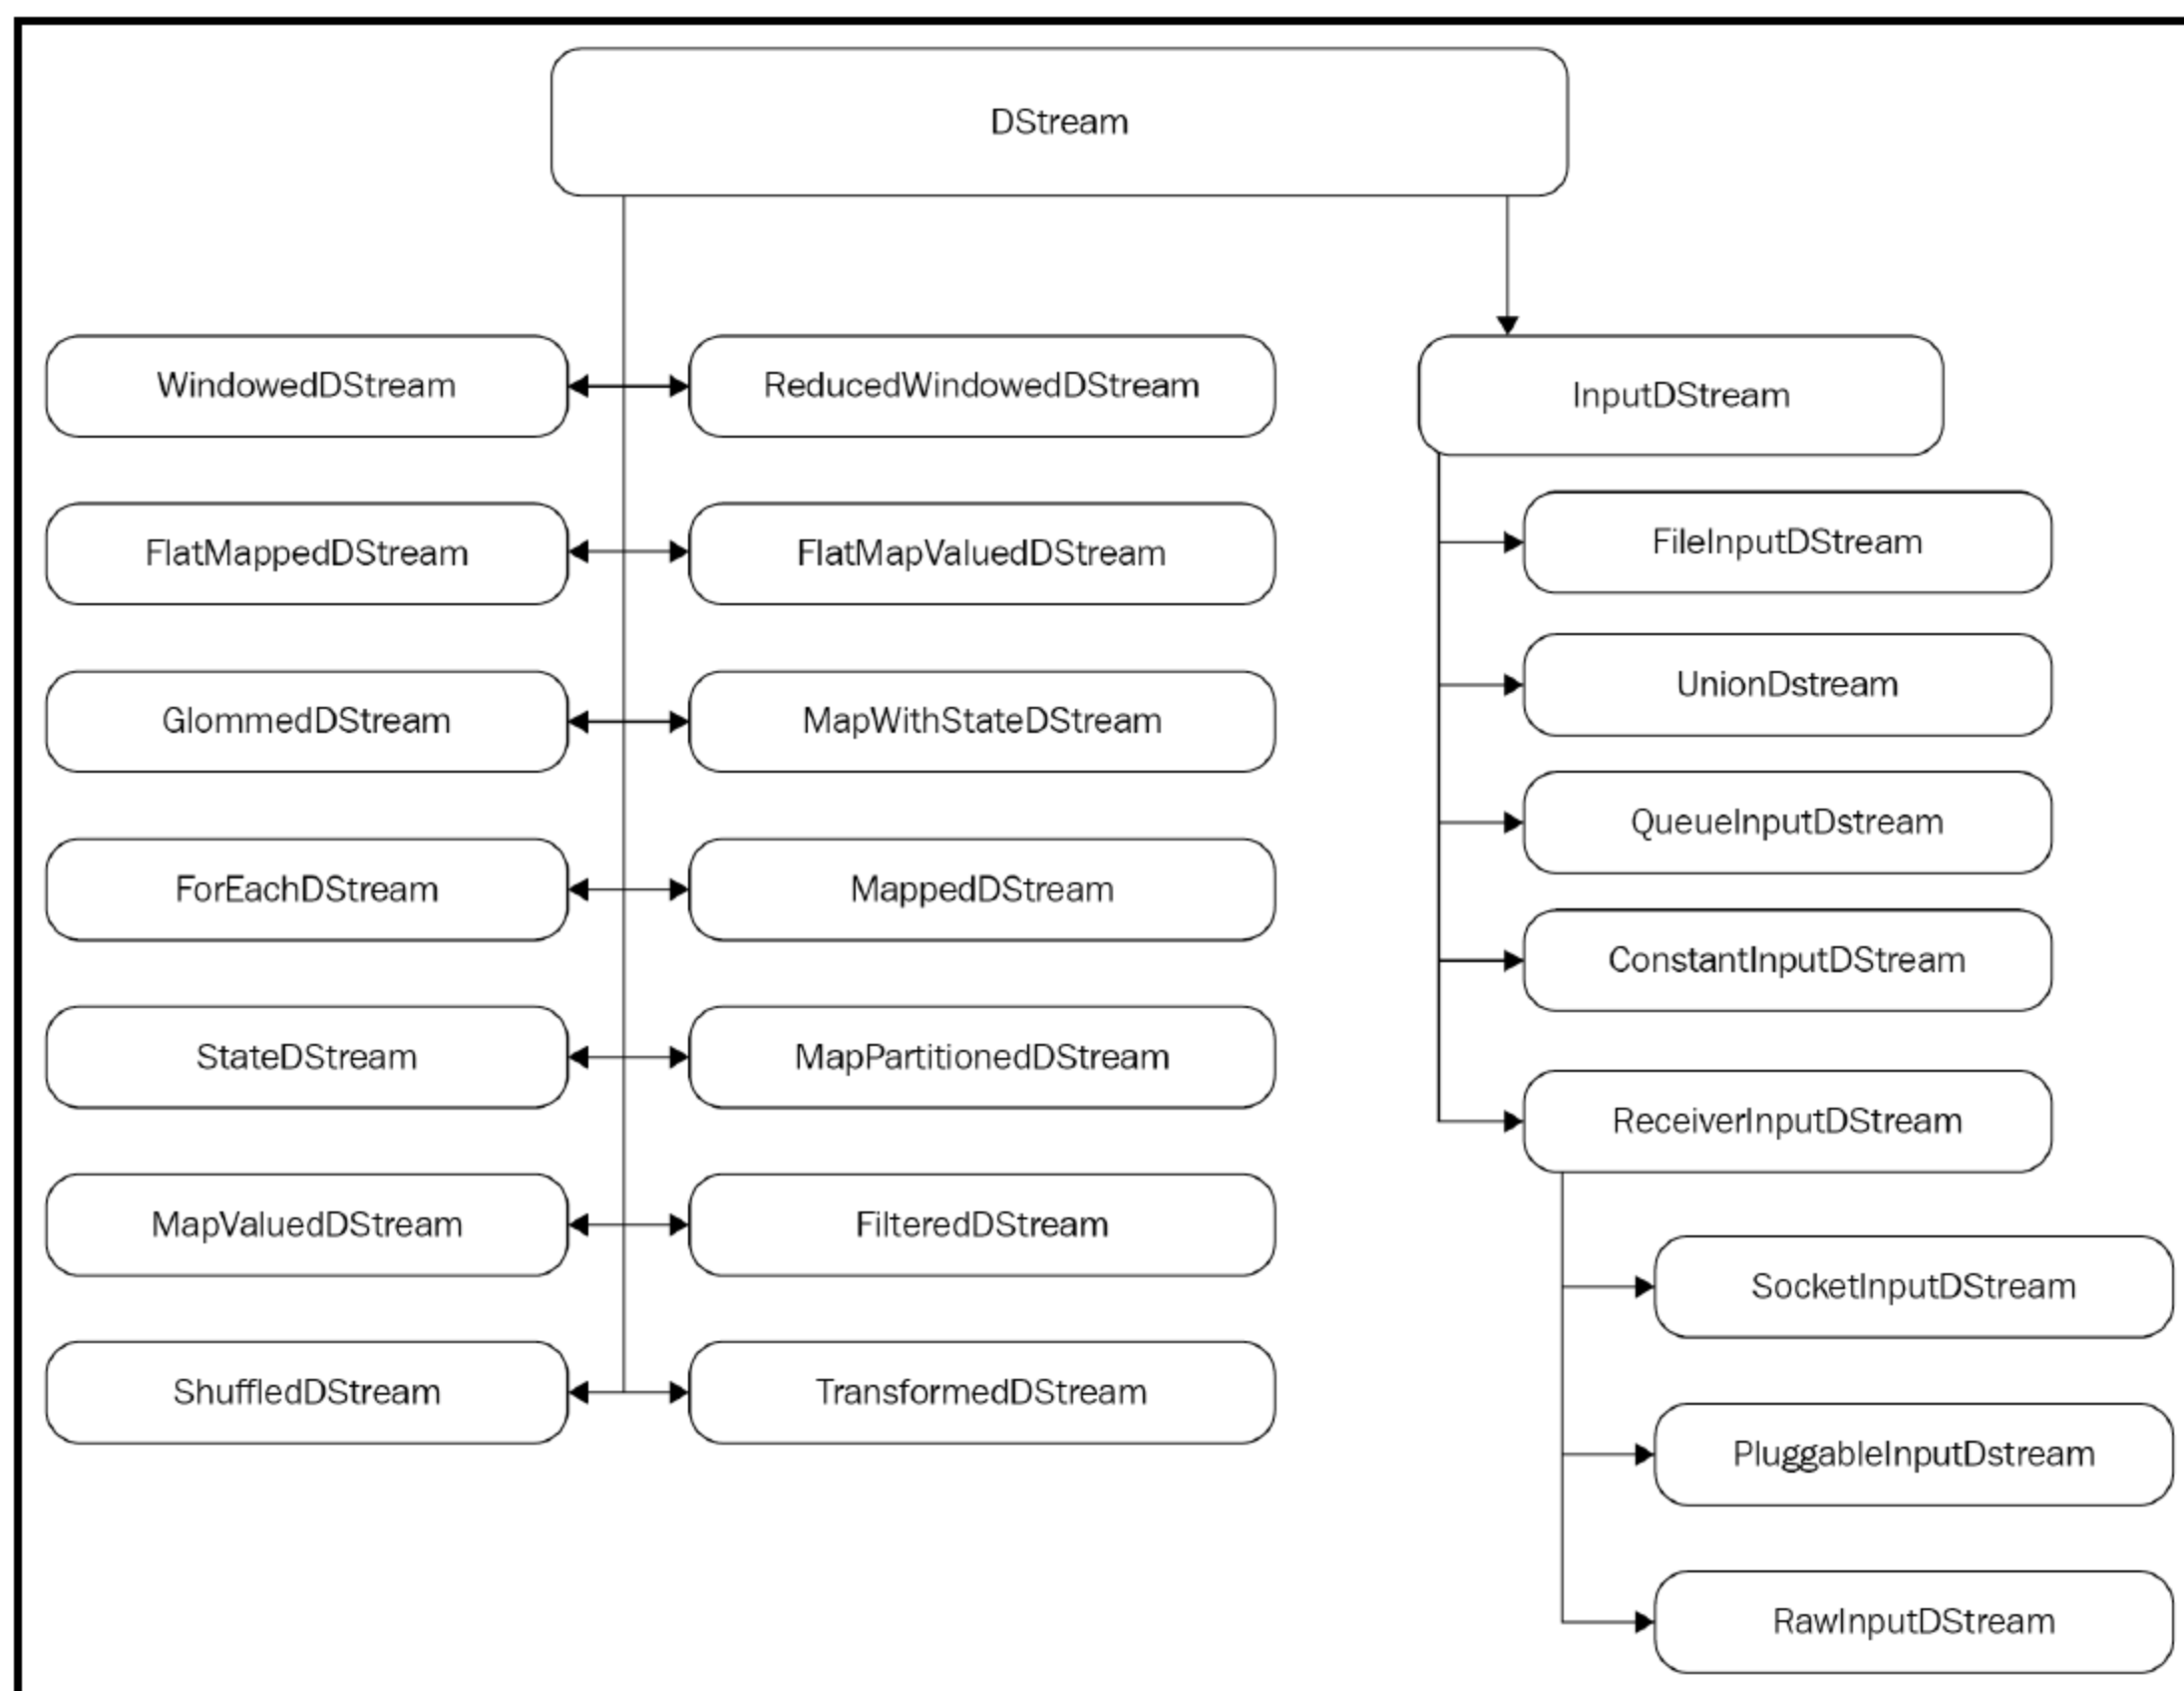 DStream
WindowedDStream
ReducedWindowedDStream
InputDStream
FlatMappedDStream
FlatMapValuedDStream
FileInputDStream
GlommedDStream
MapWithStateDStream
UnionDstream
ForEachDStream
MappedDStream
QueueInputDstream
StateDStream
MapPartitionedDStream
ConstantInputDStream
MapValuedDStream
FilteredDStream
ReceiverInputDStream
ShuffledDStream
TransformedDStream
SocketInputDStream
PluggableInputDstream
RawInputDStream